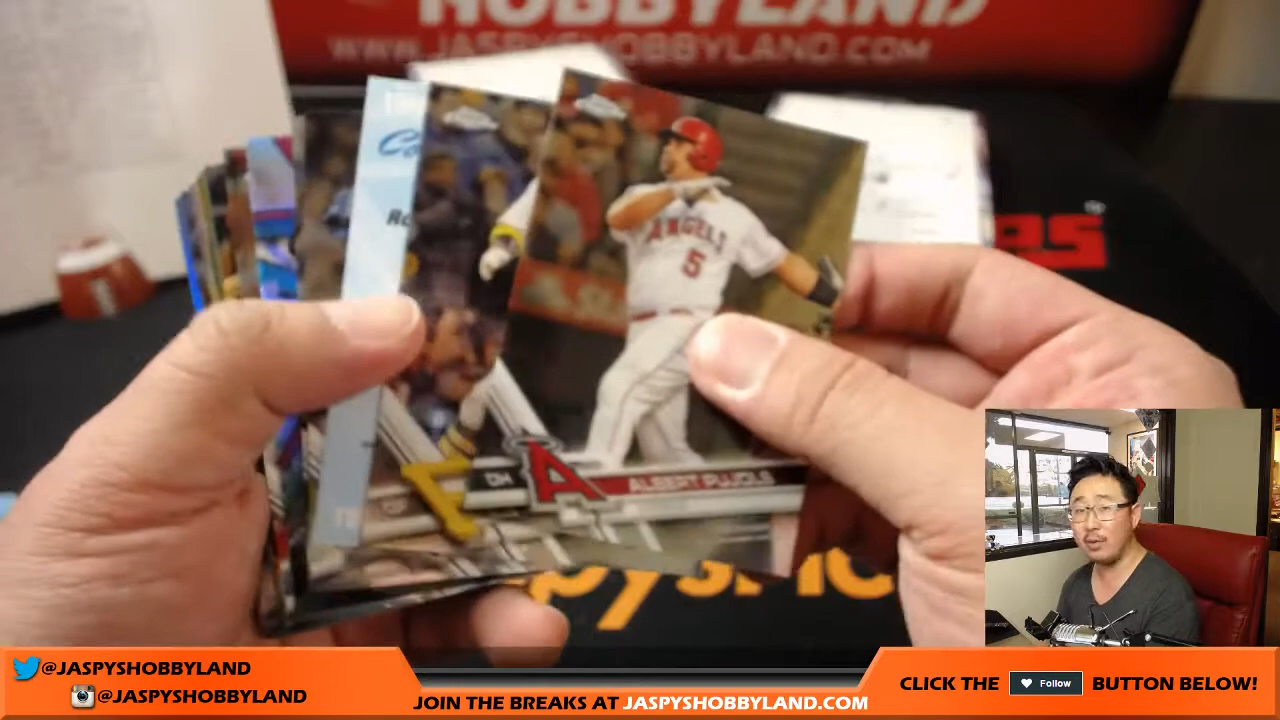 HOBBYLAND
WWW.JASPYSHOBBYLAND.COM
ANGELS
5
DH
A
ALBERT PUJOLS
@JASPYSHOBBYLAND
@JASPYSHOBBYLAND
JOIN THE BREAKS AT JASPYSHOBBYLAND.COM
CLICK THE Follow BUTTON BELOW!